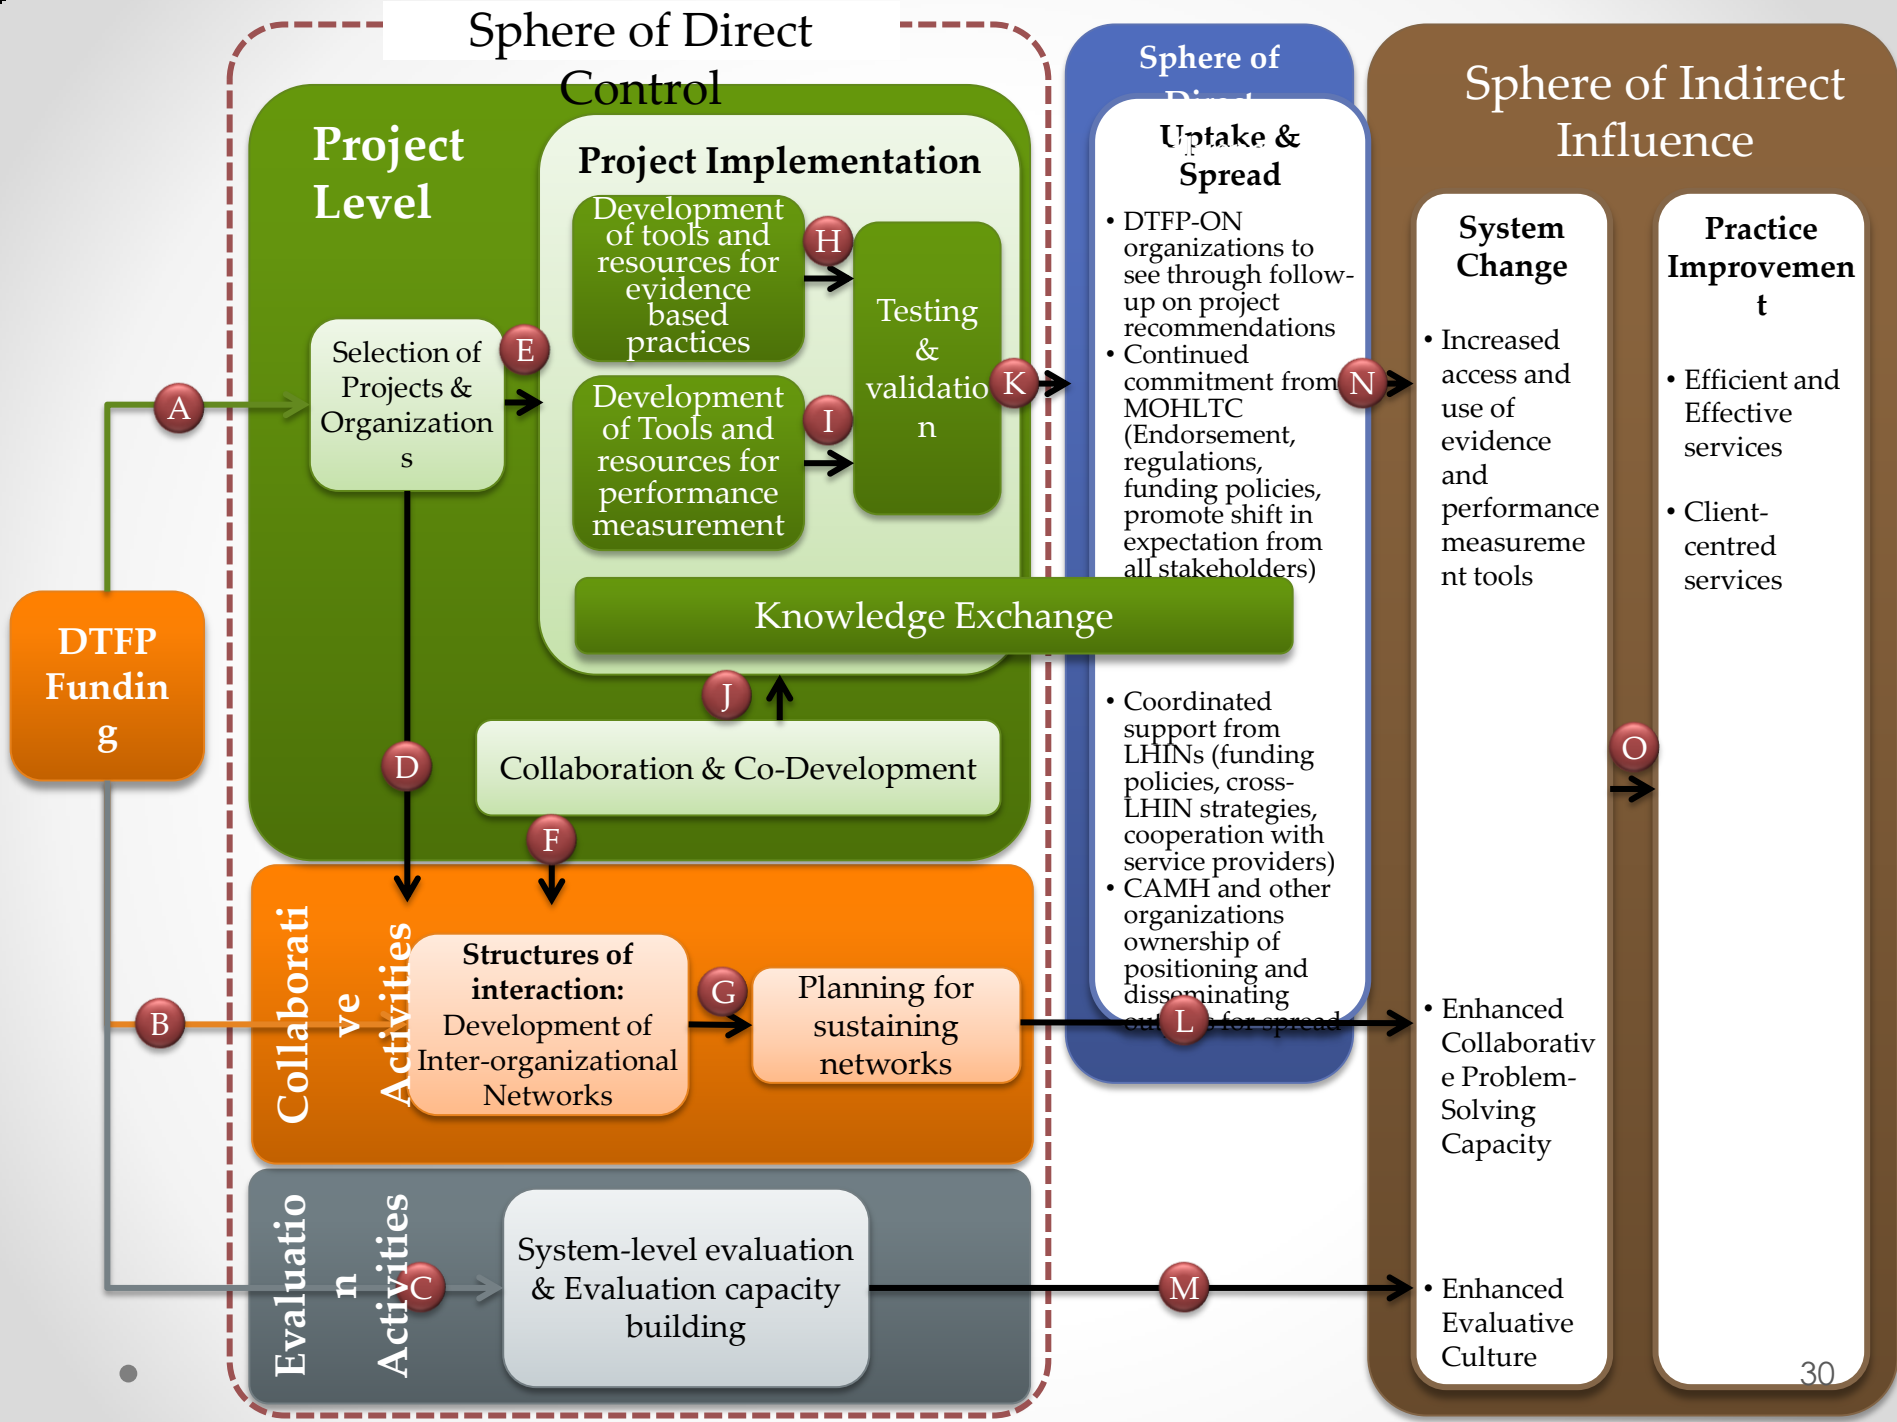 Sphere of Direct
Control
Project
Level
Project Implementation
Development
of tools and
resources for
evidence
based
practices
H
Testing
&
validatio
n
Selection of
Projects &
Organization
s
E
Development
of Tools and
resources for
performance
measurement
I
K
A
Knowledge Exchange
DTFP
Fundin
g
J
Collaboration & Co-Development
D
F
Collaborati
ve
Activities
Structures of
interaction:
Development of
Inter-organizational
Networks
G
Planning for
sustaining
networks
B
Evaluatio
n
Activities
C
System-level evaluation
& Evaluation capacity
building
Sphere of
Direct
Uptake &
Spread
• DTFP-ON
organizations to
see through follow-
up on project
recommendations
• Continued
commitment from
MOHLTC
(Endorsement,
regulations,
funding policies,
promote shift in
expectation from
all stakeholders)
• Coordinated
support from
LHINs (funding
policies, cross-
LHIN strategies,
cooperation with
service providers)
• CAMH and other
organizations
ownership of
positioning and
disseminating
for spread
L
M
N
Sphere of Indirect
Influence
System
Change
• Increased
access and
use of
evidence
and
performance
measureme
nt tools
• Enhanced
Collaborativ
e Problem-
Solving
Capacity
• Enhanced
Evaluative
Culture
O
Practice
Improvemen
t
• Efficient and
Effective
services
• Client-
centred
services
30